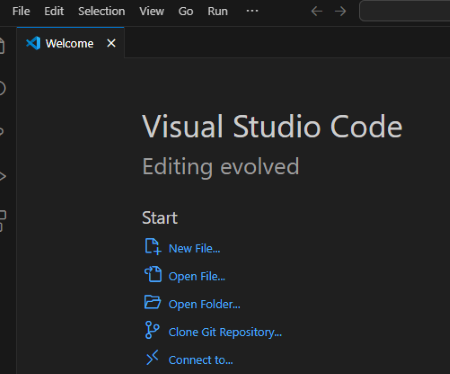 File Edit Selection View Go Run ···
Welcome
Visual Studio Code
Editing evolved
Start
New File...
Open File...
Open Folder...
Clone Git Repository...
Connect to...